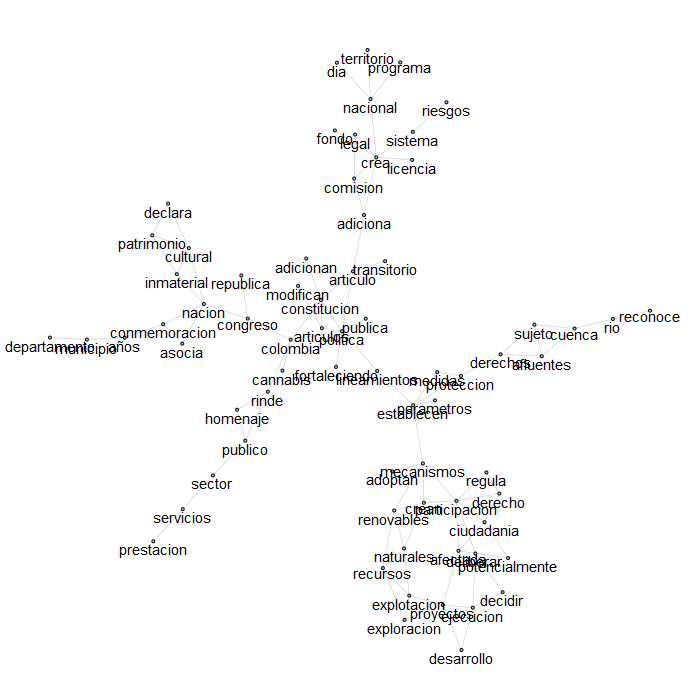 territorio
dia
programa
nacional
riesgos
fondo
legal
sistema
crea
licencia
comision
declara
adiciona
patrimonio
cultural
adicionan
transitorio
inmaterial
republica
articulo
modifican
nacion
constitucion
reconoce
conmemoracion
congreso
publica
sujeto
cuenca
rio
departamento
municipio
años
asocia
colombia
articulos
politica
derechos
afluentes
cannabis
fortaleciendo
lineamientos
medidas
proteccion
rinde
homenaje
establecen
parametros
publico
mecanismos
adoptan
regula
sector
crean
participacion
derecho
servicios
renovables
ciudadania
prestacion
naturales
afectada
potencialmente
recursos
explotacion
decidir
proyectos
ejecucion
exploracion
desarrollo